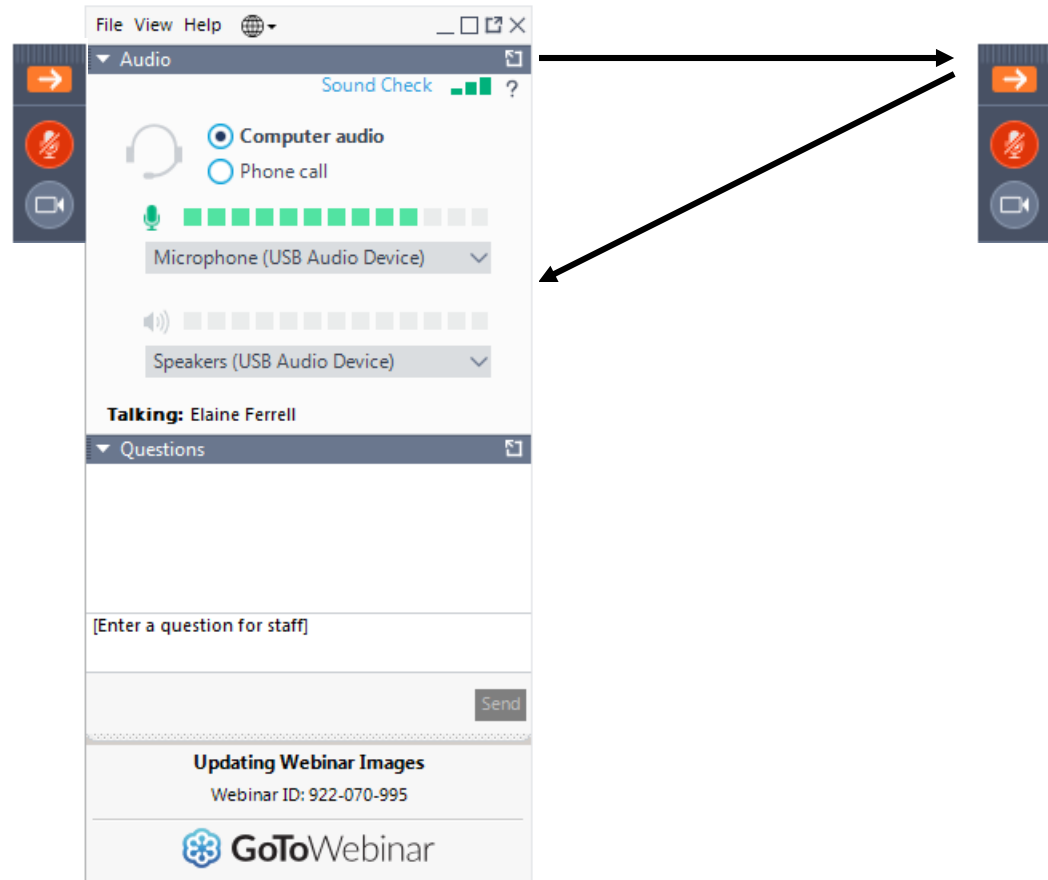 File View Help
Audio
Sound Check ?
Computer audio
Phone call
Microphone (USB Audio Device)
Speakers (USB Audio Device)
Talking: Elaine Ferrell
Questions
[Enter a question for staff]
Send
Updating Webinar Images
Webinar ID: 922-070-995
GoToWebinar